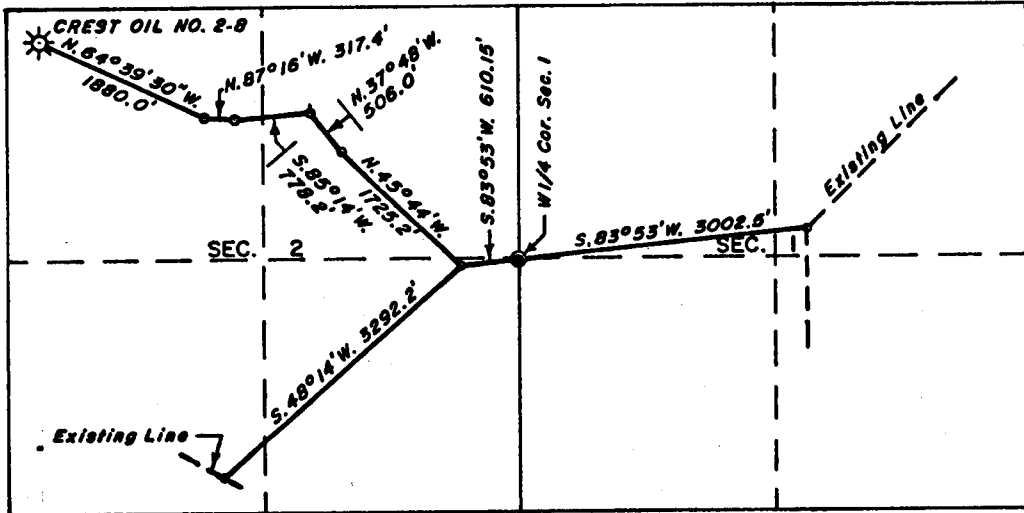 CREST OIL NO. 2-8
N. 64°39'30"W.
1880.0'
N. 87°16'W. 317.4'
N. 37°48'W.
506.0'
S. 85°14'W.
778.2'
N. 45°44'W.
1725.2'
S. 83°53'W. 610.15'
W1/4 Cor. Sec. 1
S. 83°53'W. 3002.5'
Existing Line
SEC. 2
SEC. 1
S. 48°14'W. 3292.2'
Existing Line